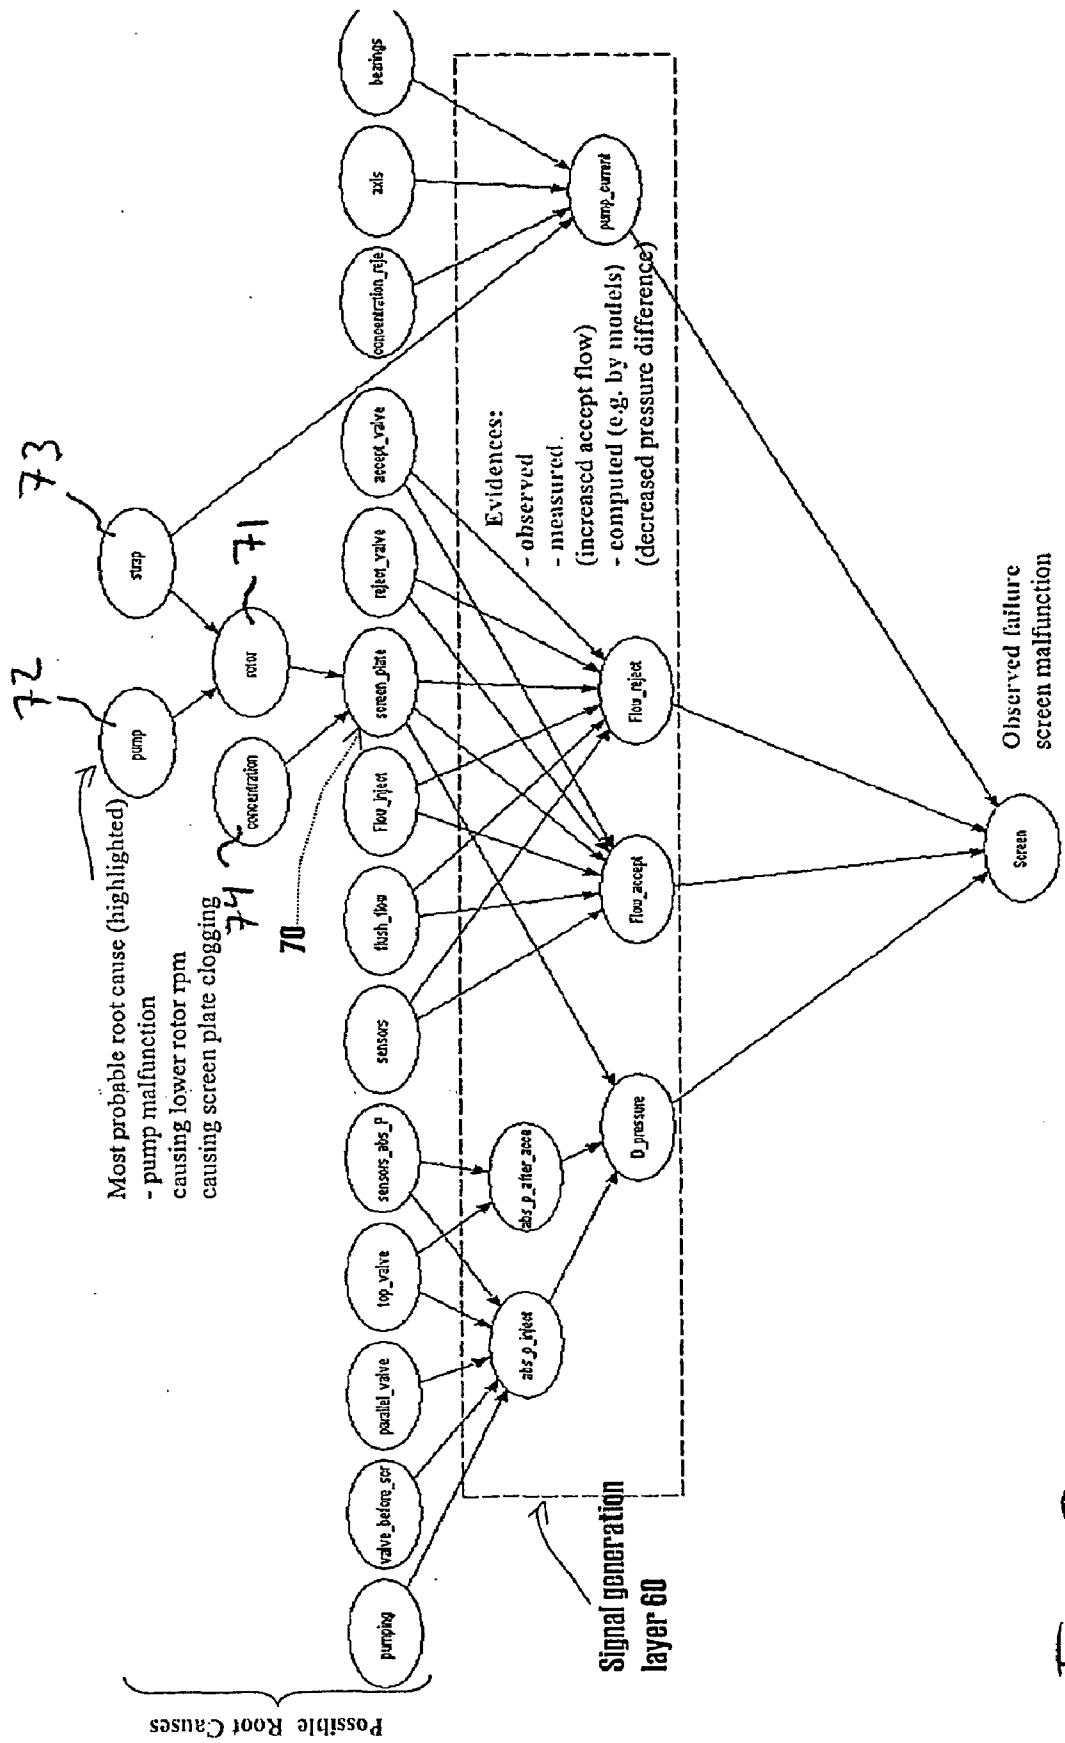 Possible Root Causes
Most probable root cause (highlighted)
- pump malfunction
causing lower rotor rpm
causing screen plate clogging
72
73
pump
strap
74
71
concentration
rotor
70
pumping
valve_before_scr
parallel_valve
top_valve
sensors_abs_P
sensors
flush_flow
Flow_inject
screen_plate
reject_valve
accept_valve
concentration_reje
axis
bearings
Signal generation
layer 60
abs_p_inject
abs_p_after_acce
D_pressure
Flow_accept
Flow_reject
pump_current
Evidences:
- observed
- measured.
(increased accept flow)
- computed (e.g. by models)
(decreased pressure difference)
Screen
Observed failure
screen malfunction